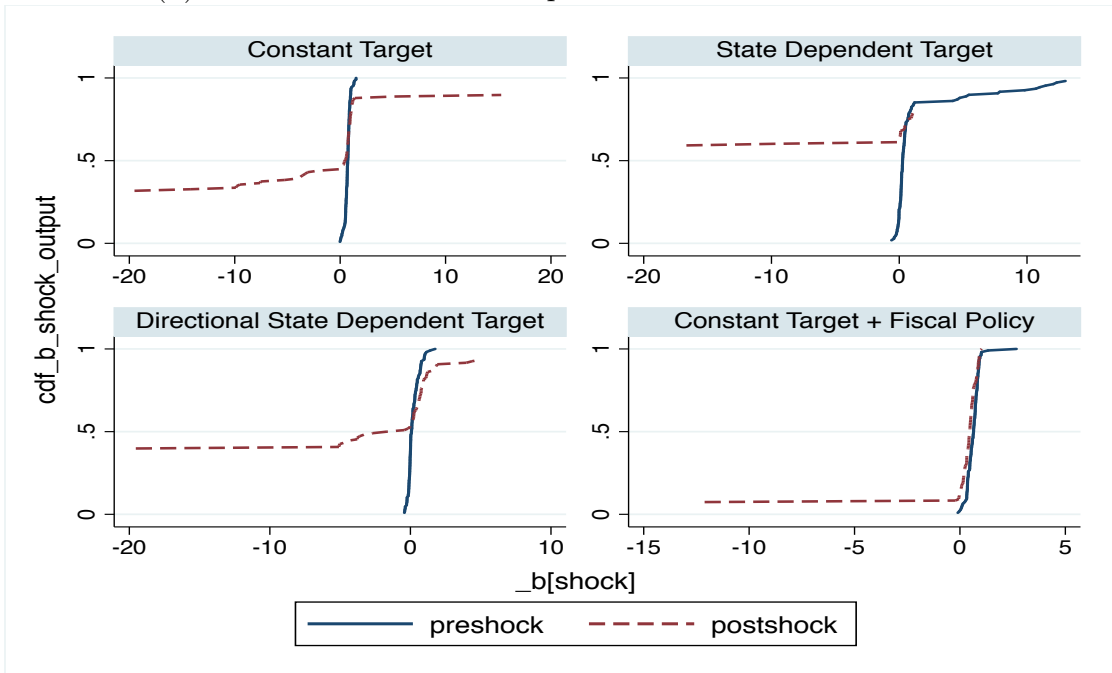 Constant Target
State Dependent Target
0 .5 1
-20 -10 0 10 20
0 .5 1
-20 -10 0 10
Directional State Dependent Target
Constant Target + Fiscal Policy
0 .5 1
-20 -10 0 10
0 .5 1
-15 -10 -5 0 5
cdf_b_shock_output
_b[shock]
preshock
postshock